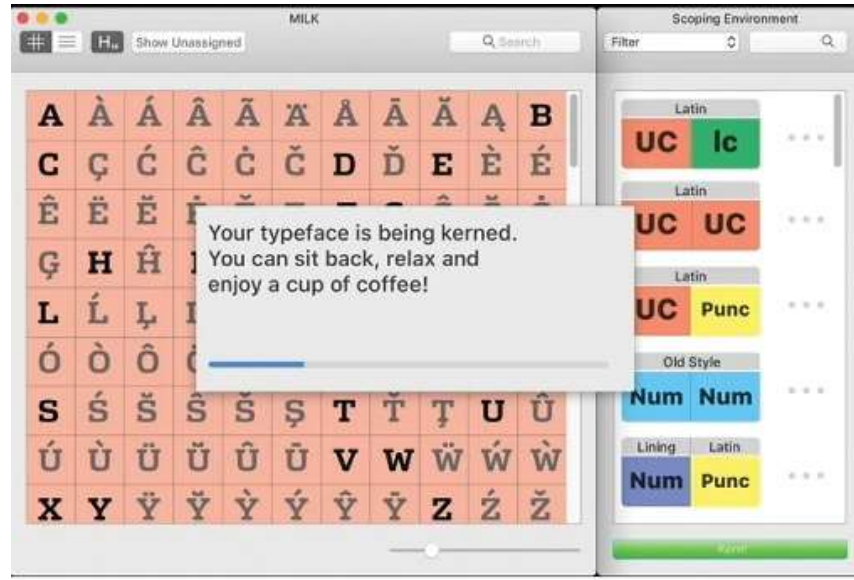 MILK
H
Show Unassigned
Search
A À Á Â Ã Ä Å Ā Ă Ą B
C Ç Ć Ĉ Ċ Č D Ď E È É
Ê Ë
Ģ H Ĥ
L Ĺ Ļ
Ó Ò Ô
S Ś Ş T Ť Ţ U Û
Ú Ù Ü Û Ū V W Ẅ Ẃ Ẁ
X Y Ÿ Ỳ Ý Ŷ Ȳ Z Ź Ž
Your typeface is being kerned.
You can sit back, relax and
enjoy a cup of coffee!
Scoping Environment
Filter
Latin
UC lc
Latin
UC UC
Latin
UC Punc
Old Style
Num Num
Lining Latin
Num Punc
Kern!